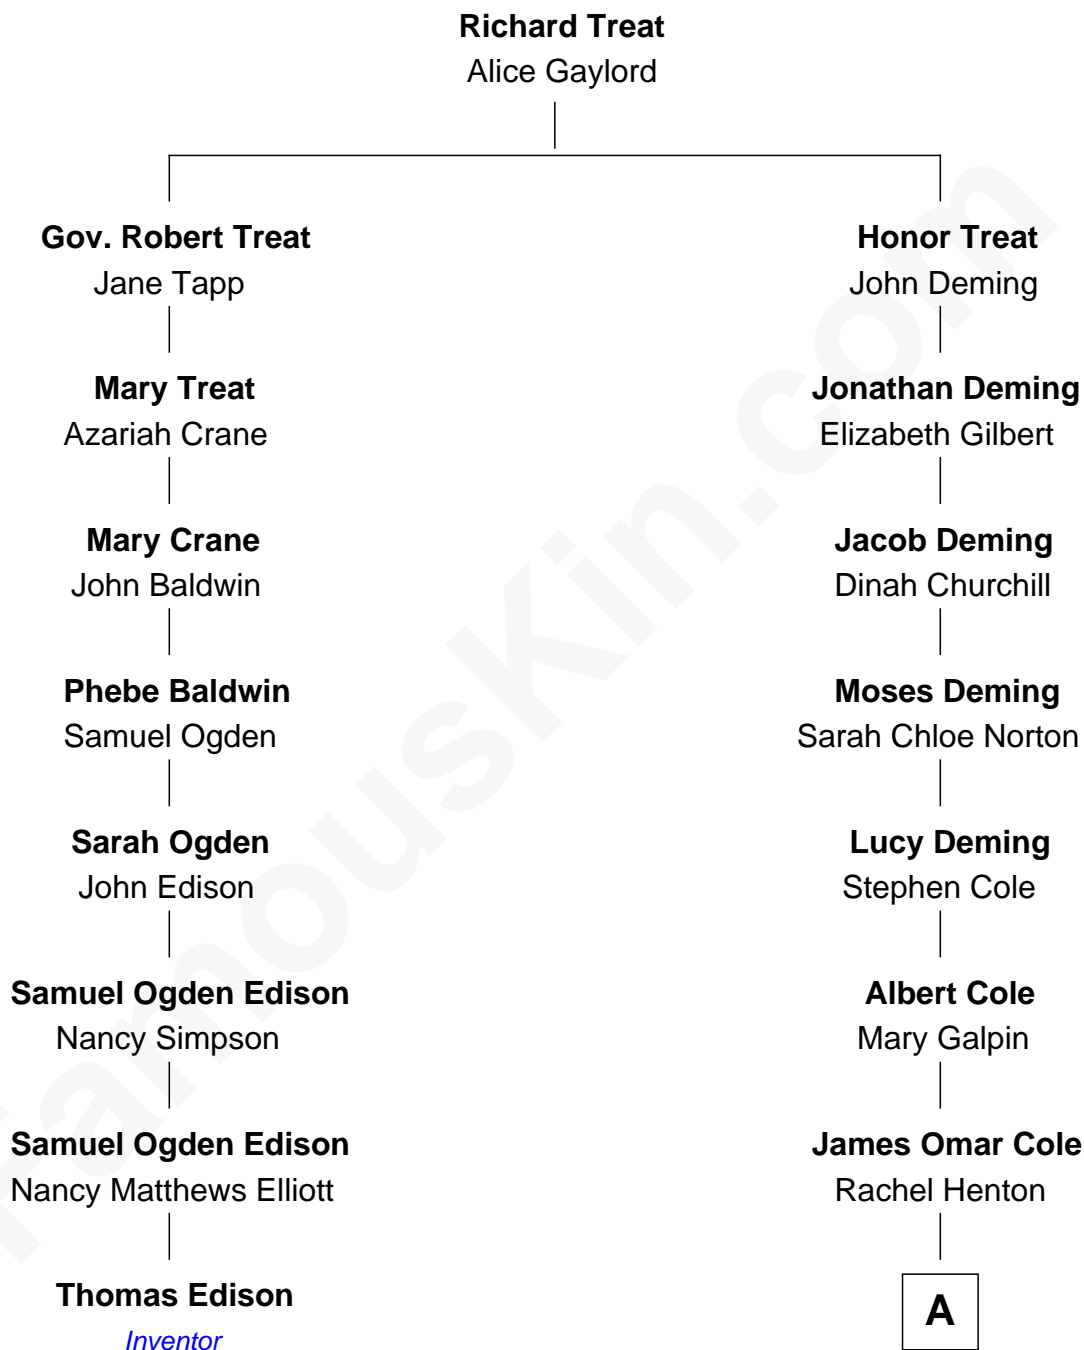 Richard Treat
Alice Gaylord
Gov. Robert Treat
Jane Tapp
Honor Treat
John Deming
Mary Treat
Azariah Crane
Jonathan Deming
Elizabeth Gilbert
Mary Crane
John Baldwin
Jacob Deming
Dinah Churchill
Phebe Baldwin
Samuel Ogden
Moses Deming
Sarah Chloe Norton
Sarah Ogden
John Edison
Lucy Deming
Stephen Cole
Samuel Ogden Edison
Nancy Simpson
Albert Cole
Mary Galpin
Samuel Ogden Edison
Nancy Matthews Elliott
James Omar Cole
Rachel Henton
Thomas Edison
Inventor
A
FamousKin.com